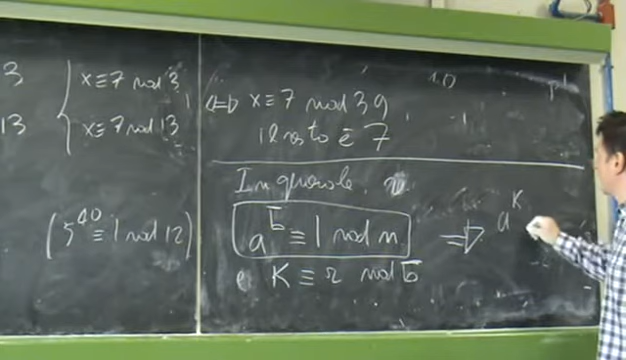 3
x≡7 mod 3
13
x≡7 mod 13
(5^40 ≡ 1 mod 12)
⇔ x≡7 mod 39
il resto è 7
In generale,
a^b̅ ≡ 1 mod n
e K ≡ r mod b̅
⇒ a^K